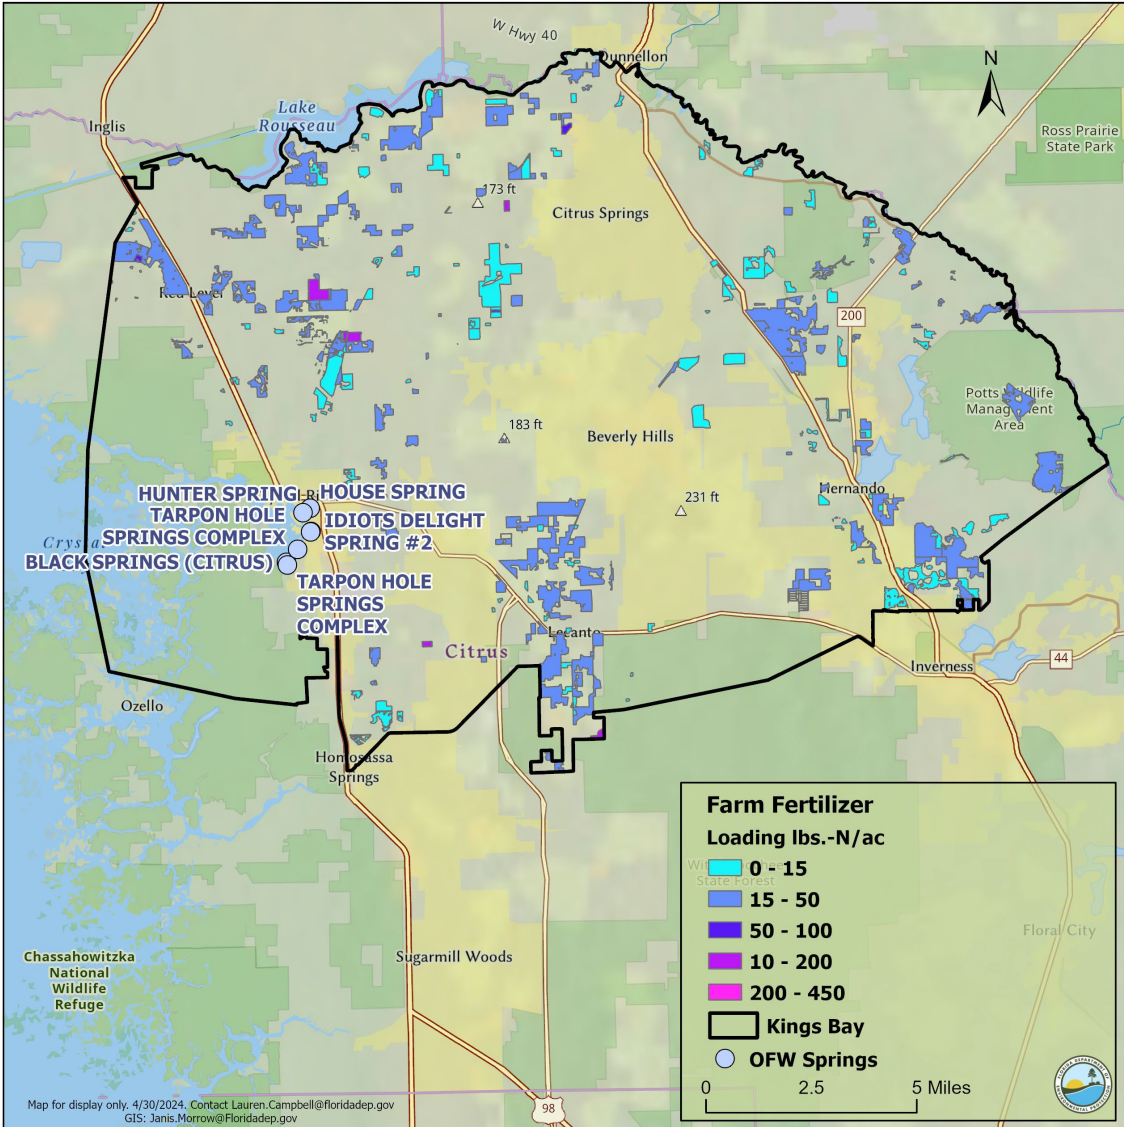 W Hwy 40
Dunnellon
N
Lake
Rousseau
Inglis
Ross Prairie
State Park
173 ft
Citrus Springs
Red Level
200
Potts Wildlife
Management
Area
183 ft
Beverly Hills
231 ft
Hernando
HUNTER SPRING
HOUSE SPRING
TARPON HOLE
SPRINGS COMPLEX
IDIOTS DELIGHT
SPRING #2
BLACK SPRINGS (CITRUS)
TARPON HOLE
SPRINGS
COMPLEX
Lecanto
Citrus
Inverness
44
Ozello
Homosassa
Springs
Farm Fertilizer
Loading lbs.-N/ac
0 - 15
15 - 50
50 - 100
10 - 200
200 - 450
Kings Bay
OFW Springs
State Forest
Floral City
Sugarmill Woods
Chassahowitzka
National
Wildlife
Refuge
0 2.5 5 Miles
98
Map for display only. 4/30/2024. Contact Lauren.Campbell@floridadep.gov
GIS: Janis.Morrow@Floridadep.gov